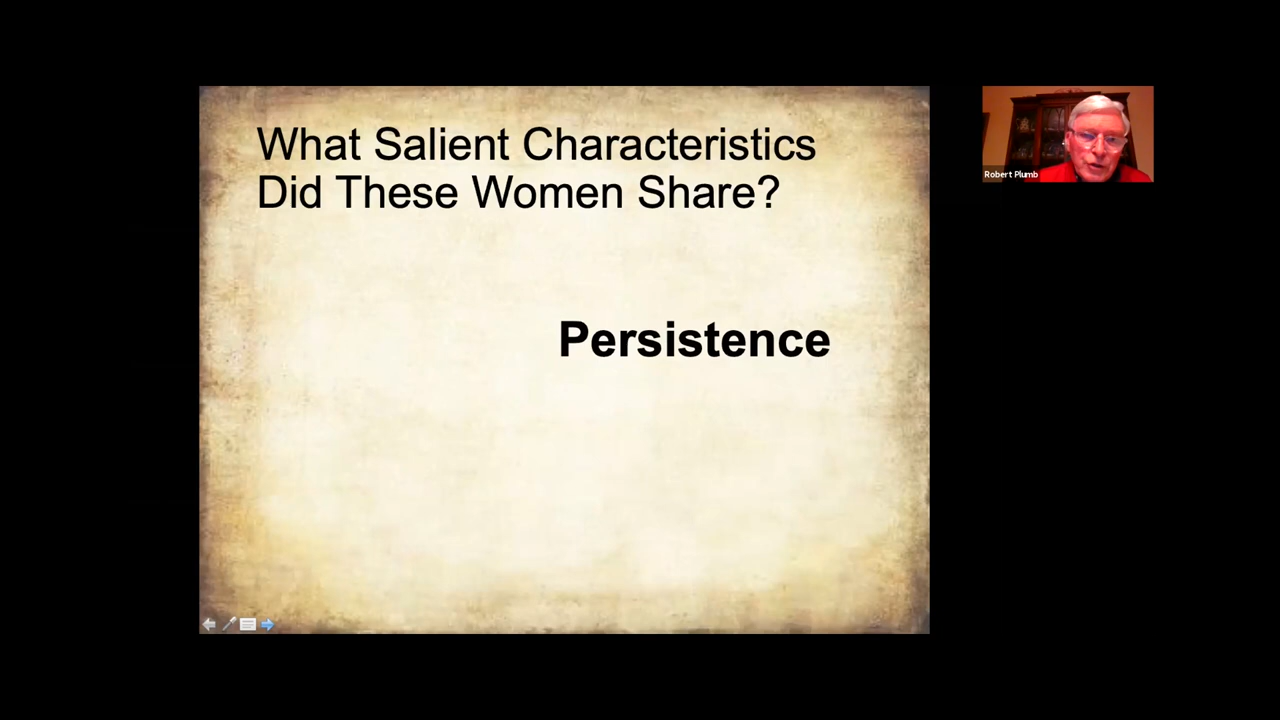 What Salient Characteristics
Did These Women Share?
Persistence
Robert Plumb